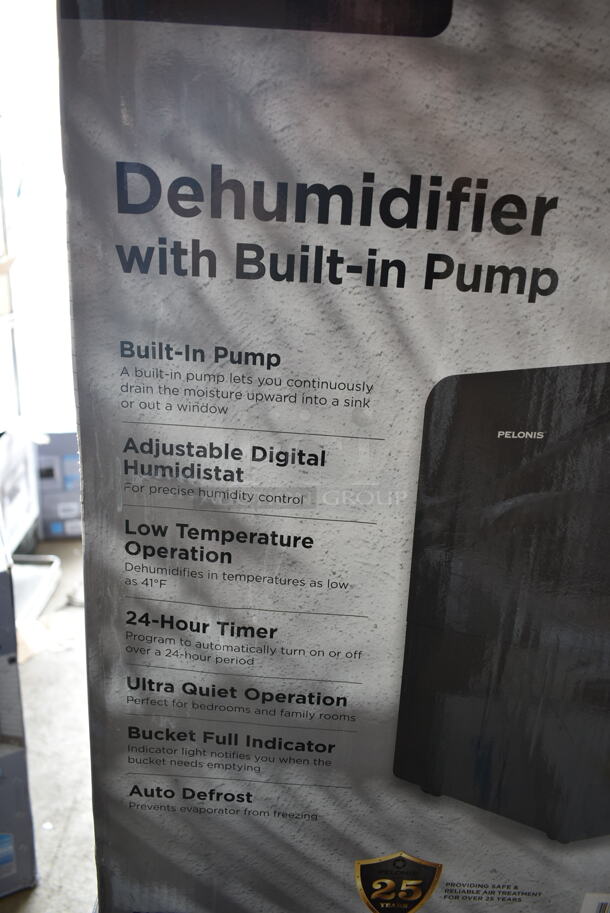 Dehumidifier
with Built-in Pump
Built-In Pump
A built-in pump lets you continuously
drain the moisture upward into a sink
or out a window
Adjustable Digital
Humidistat
For precise humidity control
GROUP
Low Temperature
Operation
Dehumidifies in temperatures as low
as 41°F
24-Hour Timer
Program to automatically turn on or off
over a 24-hour period
Ultra Quiet Operation
Perfect for bedrooms and family rooms
Bucket Full Indicator
Indicator light notifies you when the
bucket needs emptying
Auto Defrost
Prevents evaporator from freezing
PELONIS
25
YEARS
PROVIDING SAFE &
RELIABLE AIR TREATMENT
FOR OVER 25 YEARS